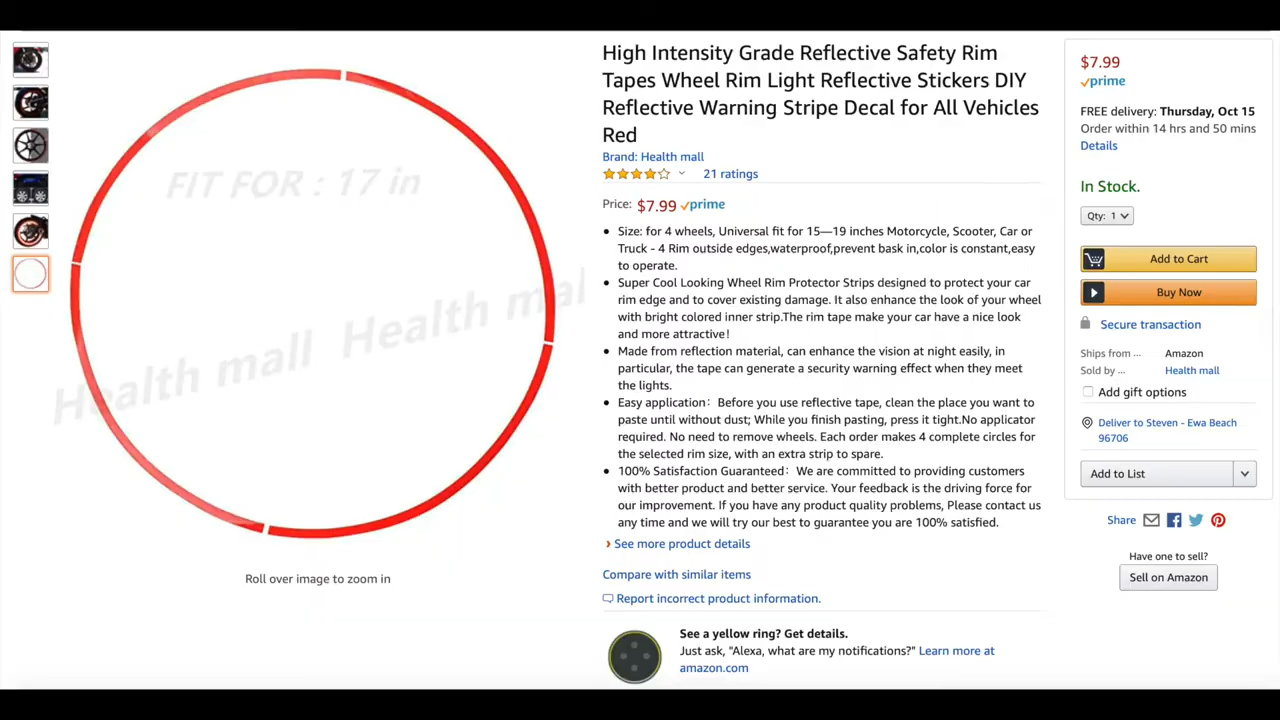 FIT FOR : 17 in
Health mall Health mall
Roll over image to zoom in
High Intensity Grade Reflective Safety Rim
Tapes Wheel Rim Light Reflective Stickers DIY
Reflective Warning Stripe Decal for All Vehicles
Red
Brand: Health mall
21 ratings
Price: $7.99 prime
• Size: for 4 wheels, Universal fit for 15—19 inches Motorcycle, Scooter, Car or
Truck - 4 Rim outside edges,waterproof,prevent bask in,color is constant,easy
to operate.
• Super Cool Looking Wheel Rim Protector Strips designed to protect your car
rim edge and to cover existing damage. It also enhance the look of your wheel
with bright colored inner strip.The rim tape make your car have a nice look
and more attractive!
• Made from reflection material, can enhance the vision at night easily, in
particular, the tape can generate a security warning effect when they meet
the lights.
• Easy application：Before you use reflective tape, clean the place you want to
paste until without dust; While you finish pasting, press it tight.No applicator
required. No need to remove wheels. Each order makes 4 complete circles for
the selected rim size, with an extra strip to spare.
• 100% Satisfaction Guaranteed：We are committed to providing customers
with better product and better service. Your feedback is the driving force for
our improvement. If you have any product quality problems, Please contact us
any time and we will try our best to guarantee you are 100% satisfied.
› See more product details
Compare with similar items
Report incorrect product information.
See a yellow ring? Get details.
Just ask, "Alexa, what are my notifications?" Learn more at
amazon.com
$7.99
prime
FREE delivery: Thursday, Oct 15
Order within 14 hrs and 50 mins
Details
In Stock.
Qty: 1
Add to Cart
Buy Now
Secure transaction
Ships from ... Amazon
Sold by ... Health mall
Add gift options
Deliver to Steven - Ewa Beach
96706
Add to List
Share
Have one to sell?
Sell on Amazon